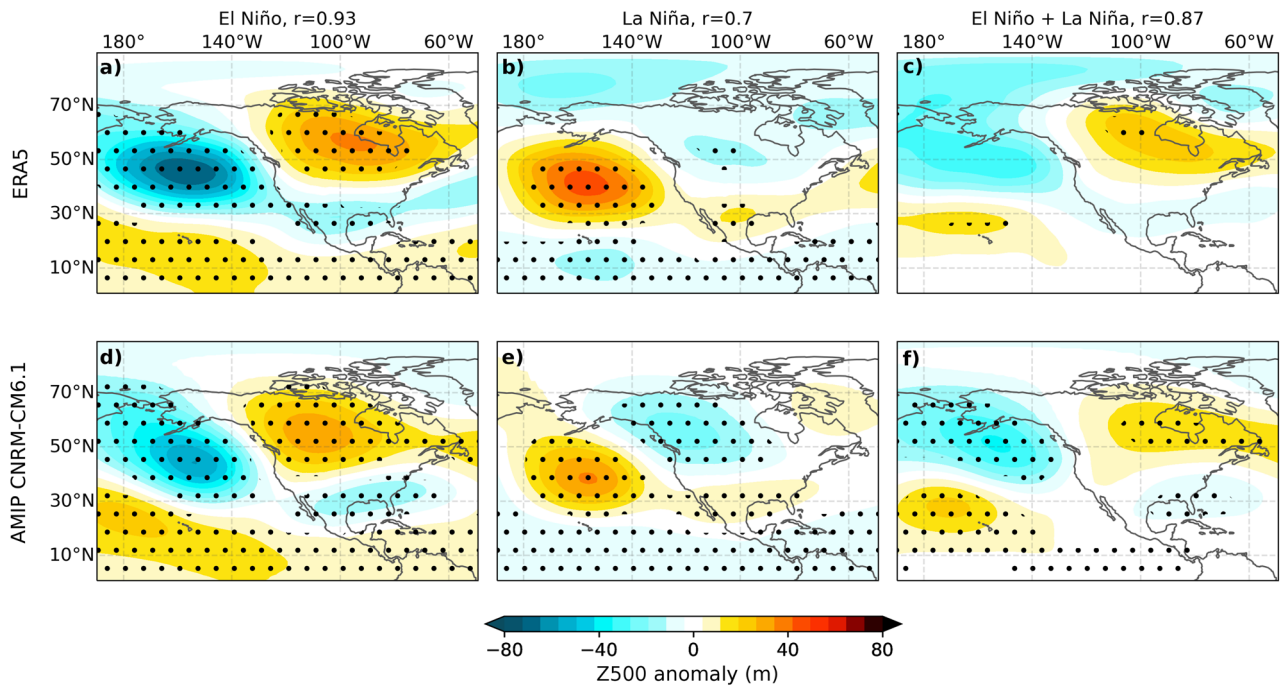 El Niño, r=0.93
La Niña, r=0.7
El Niño + La Niña, r=0.87
180° 140°W 100°W 60°W
180° 140°W 100°W 60°W
180° 140°W 100°W 60°W
a)
b)
c)
ERA5
70°N
50°N
30°N
10°N
d)
e)
f)
AMIP CNRM-CM6.1
70°N
50°N
30°N
10°N
−80 −40 0 40 80
Z500 anomaly (m)